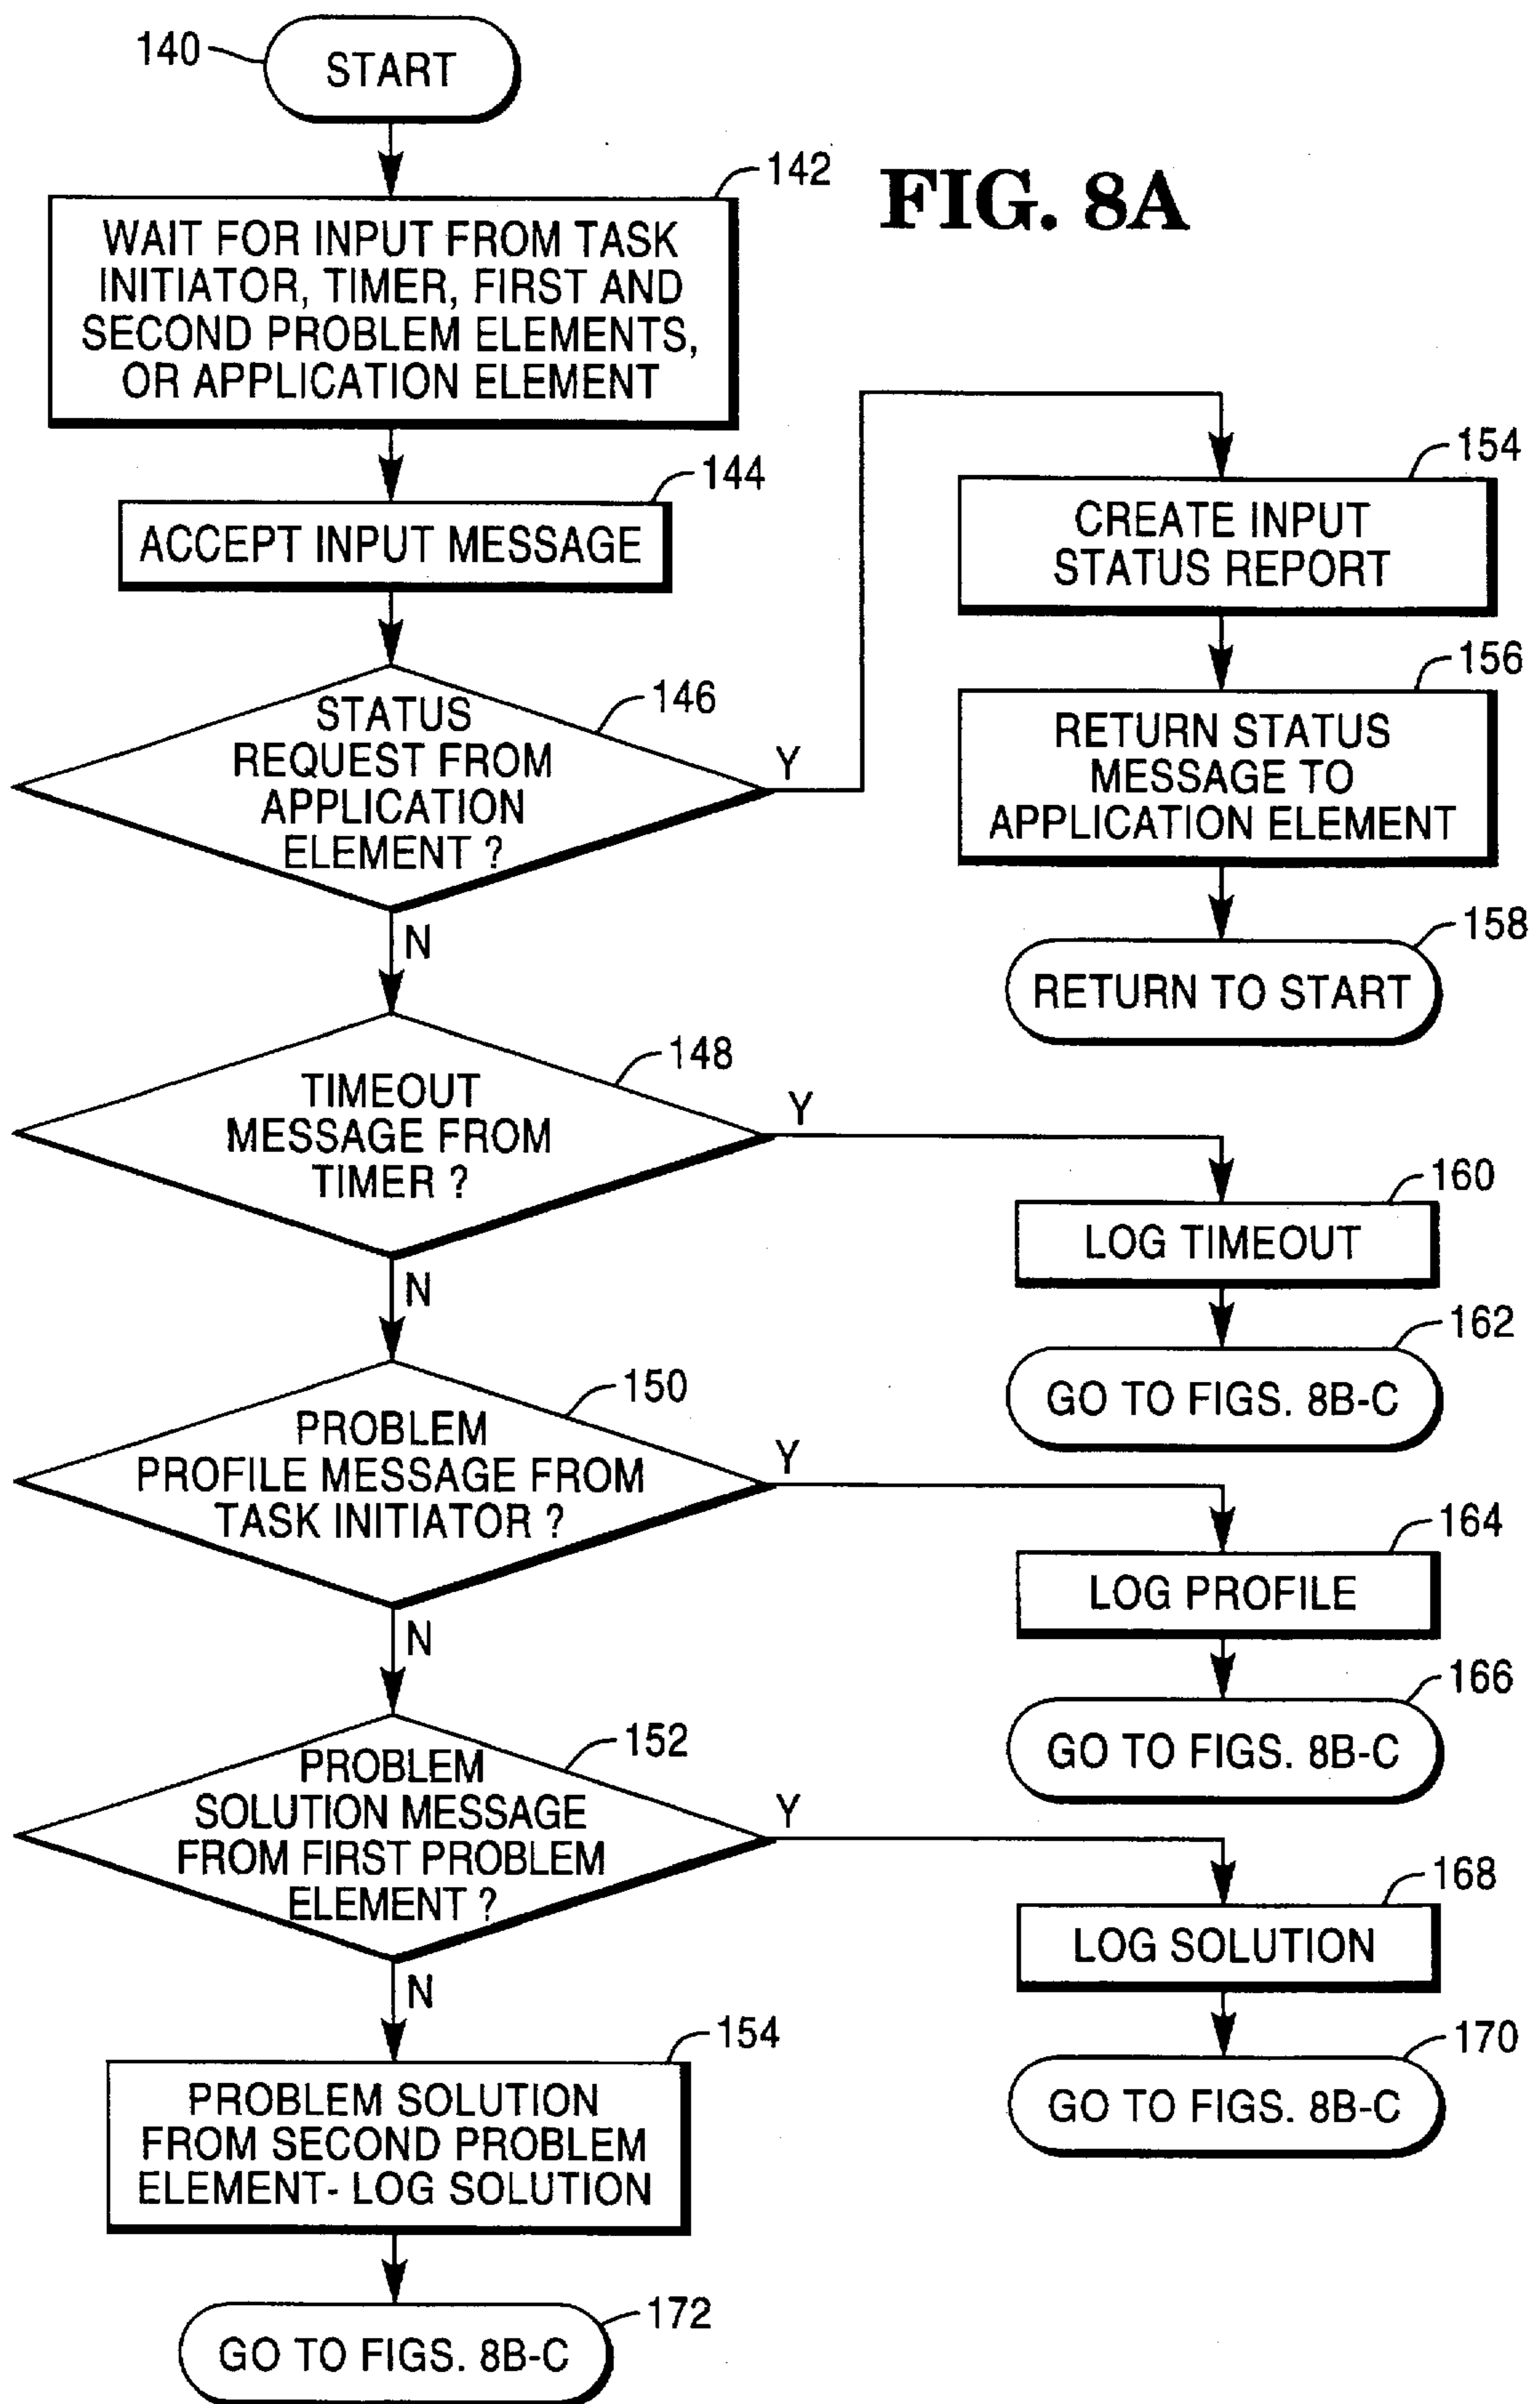 140
START
FIG. 8A
142
WAIT FOR INPUT FROM TASK
INITIATOR, TIMER, FIRST AND
SECOND PROBLEM ELEMENTS,
OR APPLICATION ELEMENT
144
ACCEPT INPUT MESSAGE
146
STATUS
REQUEST FROM
APPLICATION
ELEMENT ?
Y
N
154
CREATE INPUT
STATUS REPORT
156
RETURN STATUS
MESSAGE TO
APPLICATION ELEMENT
158
RETURN TO START
148
TIMEOUT
MESSAGE FROM
TIMER ?
Y
N
160
LOG TIMEOUT
162
GO TO FIGS. 8B-C
150
PROBLEM
PROFILE MESSAGE FROM
TASK INITIATOR ?
Y
N
164
LOG PROFILE
166
GO TO FIGS. 8B-C
152
PROBLEM
SOLUTION MESSAGE
FROM FIRST PROBLEM
ELEMENT ?
Y
N
168
LOG SOLUTION
170
GO TO FIGS. 8B-C
154
PROBLEM SOLUTION
FROM SECOND PROBLEM
ELEMENT- LOG SOLUTION
172
GO TO FIGS. 8B-C